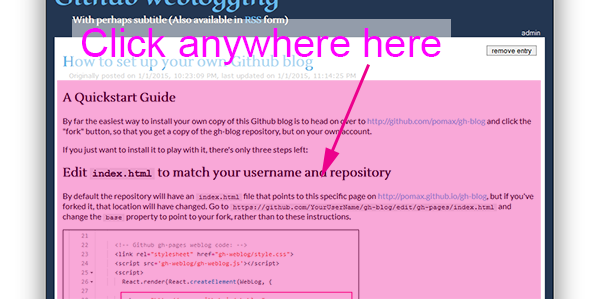 Github weblogging
With perhaps subtitle (Also available in RSS form)
admin
Click anywhere here
remove entry
How to set up your own Github blog
Originally posted on 1/1/2015, 10:23:09 PM, last updated on 1/1/2015, 11:14:25 PM
A Quickstart Guide
By far the easiest way to install your own copy of this Github blog is to head on over to http://github.com/pomax/gh-blog and click the
"fork" button, so that you get a copy of the gh-blog repository, but on your own account.
If you just want to install it to play with it, there's only three steps left:
Edit index.html to match your username and repository
By default the repository will have an index.html file that points to this specific page on http://pomax.github.io/gh-blog, but if you've
forked it, that location will have changed. Go to https://github.com/YourUserName/gh-blog/edit/gh-pages/index.html and
change the base property to point to your fork, rather than to these instructions.
21
22 <!-- Github gh-pages weblog code: -->
23 <link rel="stylesheet" href="gh-weblog/style.css">
24 <script src='gh-weblog/gh-weblog.js'></script>
25 <script>
26 React.render(React.createElement(WebLog, {
27